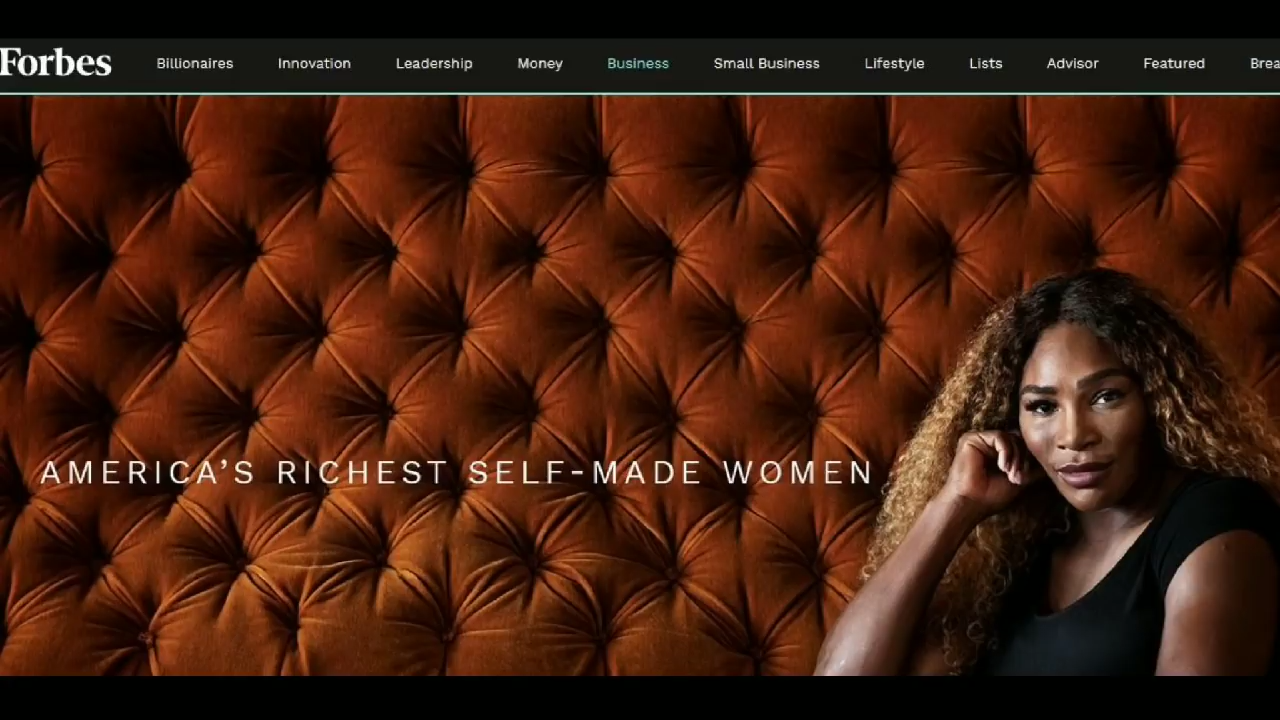 Forbes Billionaires Innovation Leadership Money Business Small Business Lifestyle Lists Advisor Featured
AMERICA'S RICHEST SELF-MADE WOMEN